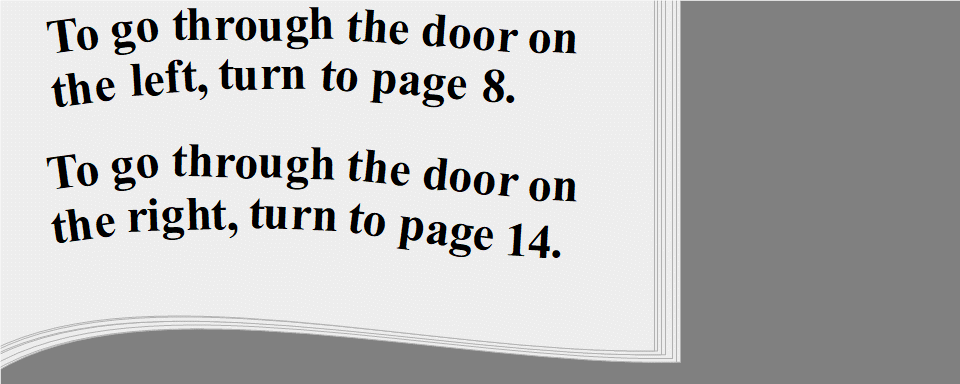 To go through the door on
the left, turn to page 8.
To go through the door on
the right, turn to page 14.